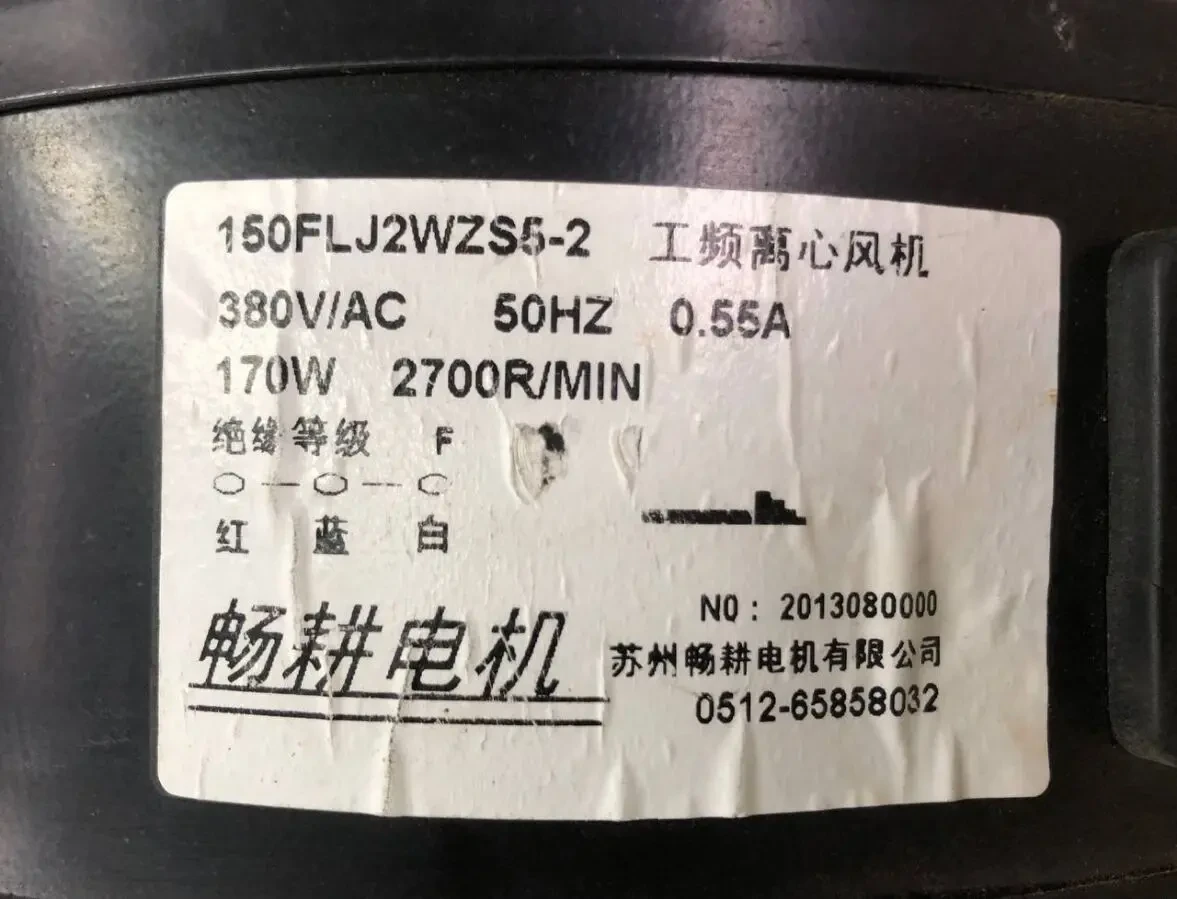 150FLJ2WZS5-2 工频离心风机
380V/AC 50HZ 0.55A
170W 2700R/MIN
绝缘等级 F
红 蓝 白
畅耕电机
NO: 2013080000
苏州畅耕电机有限公司
0512-65858032